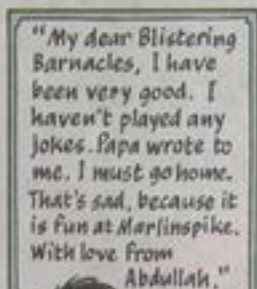 "My dear Blistering
Barnacles, I have
been very good. I
haven't played any
jokes. Papa wrote to
me. I must go home.
That's sad, because it
is fun at Marlinspike.
With love from
Abdullah."